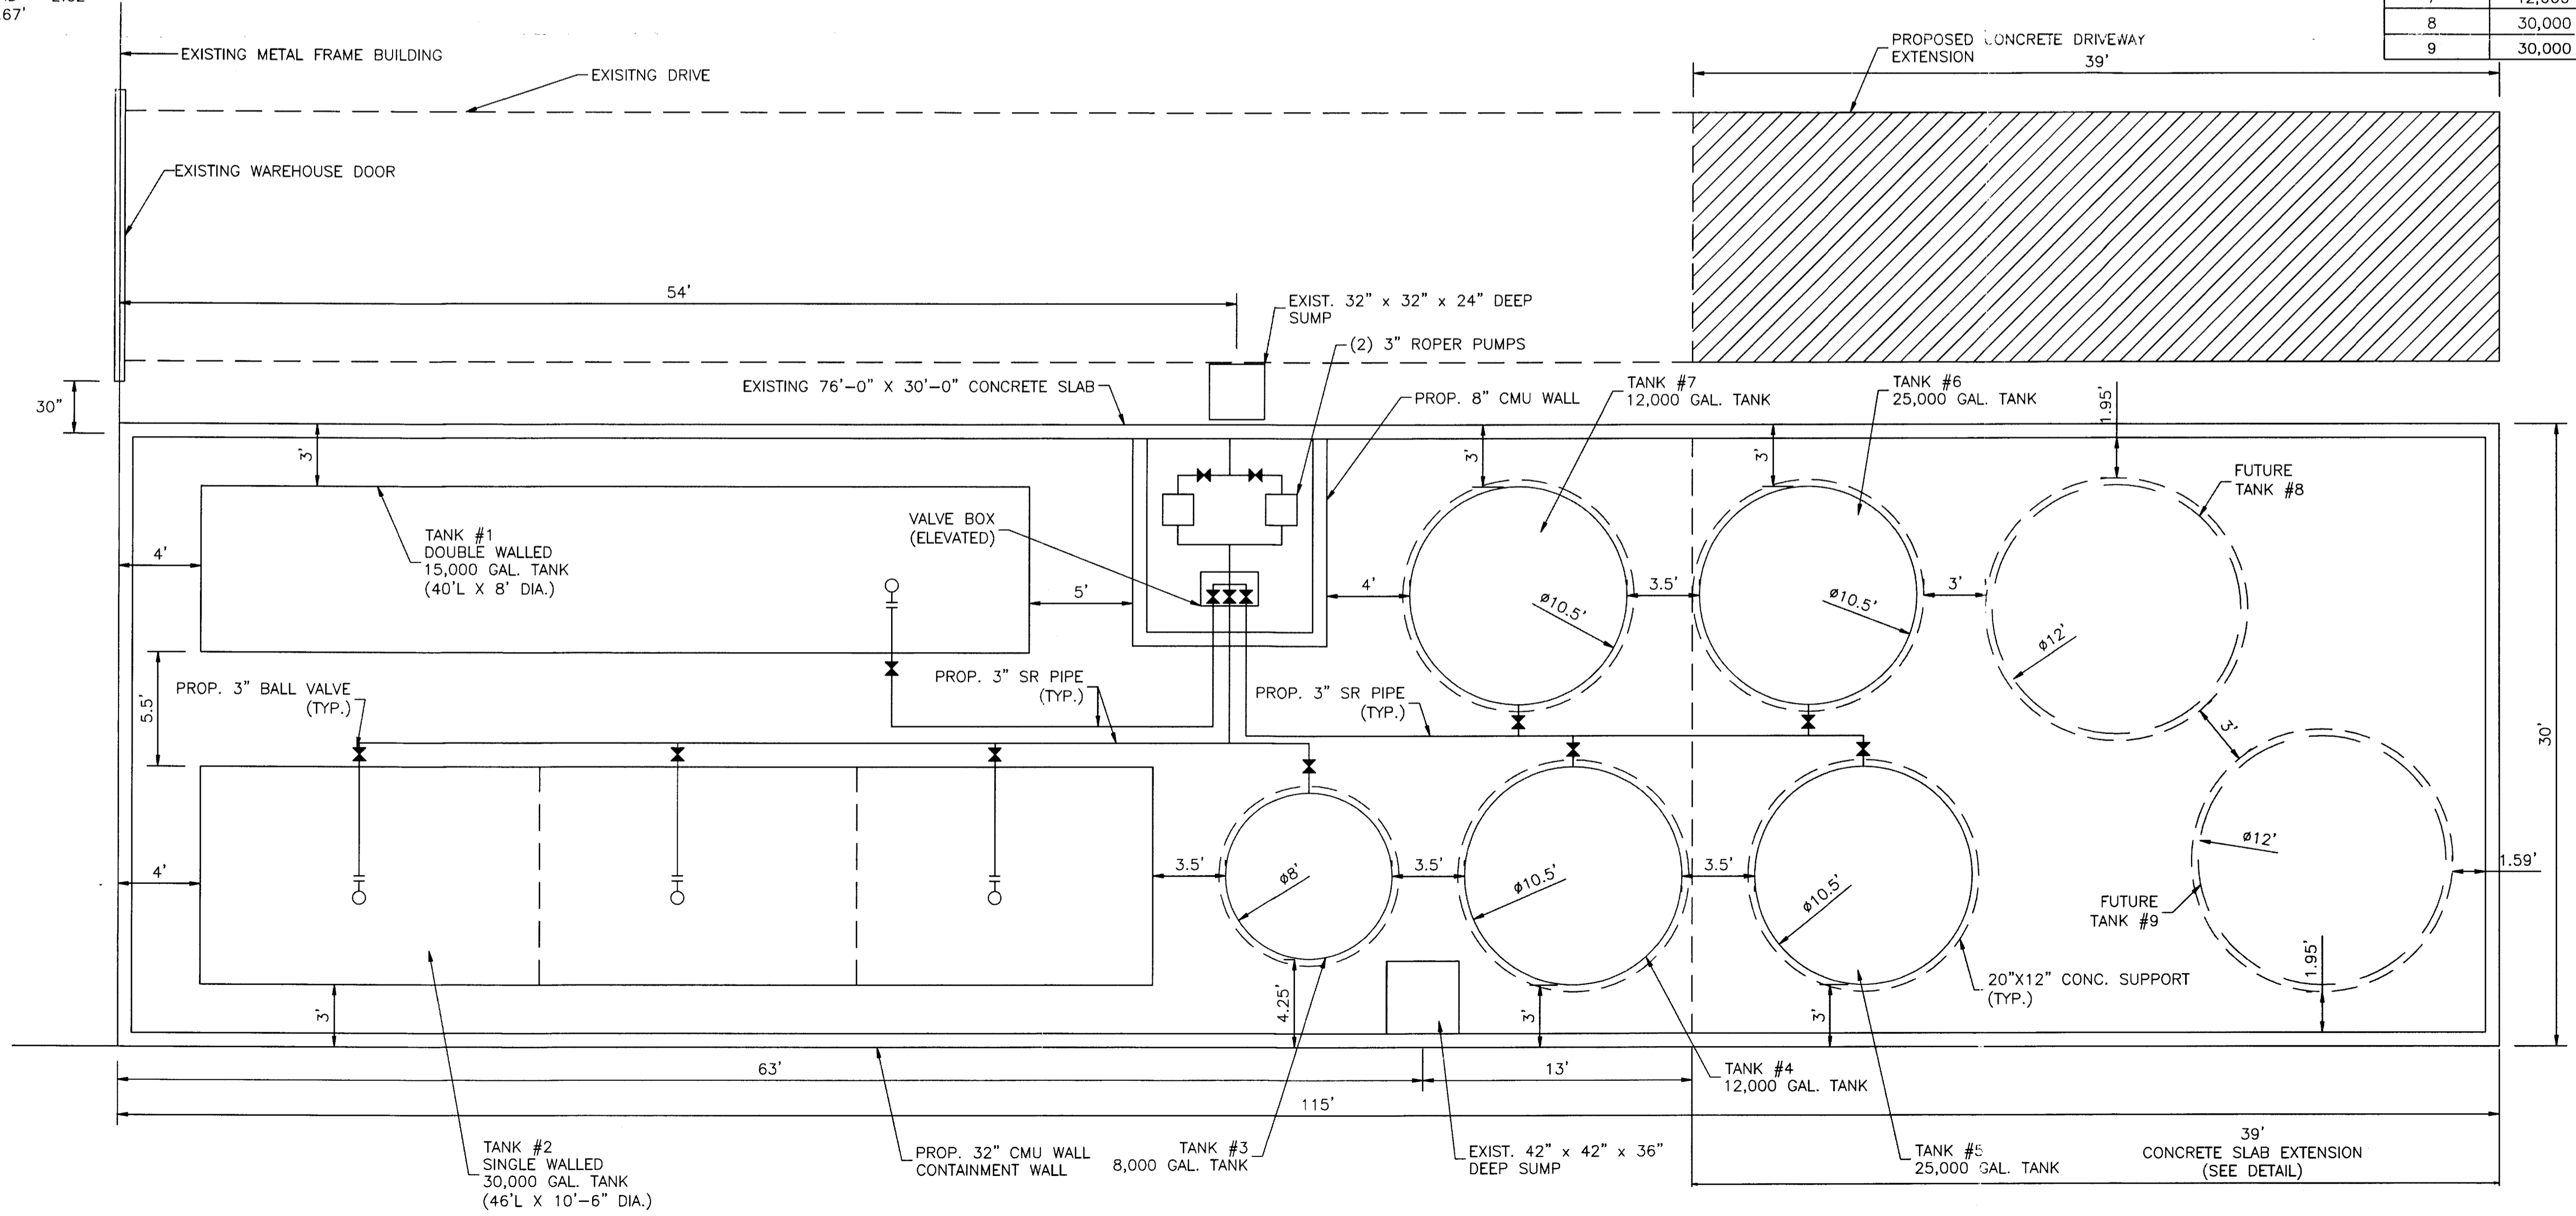 .67'
8 30,000
9 30,000
EXISTING METAL FRAME BUILDING
EXISITNG DRIVE
PROPOSED CONCRETE DRIVEWAY
EXTENSION
39'
EXISTING WAREHOUSE DOOR
54'
EXIST. 32" x 32" x 24" DEEP
SUMP
(2) 3" ROPER PUMPS
30"
EXISTING 76'-0" X 30'-0" CONCRETE SLAB
PROP. 8" CMU WALL
TANK #7
12,000 GAL. TANK
TANK #6
25,000 GAL. TANK
1.95'
3'
3'
3'
FUTURE
TANK #8
TANK #1
DOUBLE WALLED
15,000 GAL. TANK
(40'L X 8' DIA.)
VALVE BOX
(ELEVATED)
4'
5'
4'
3.5'
3'
ø10.5'
ø10.5'
ø12'
5.5'
PROP. 3" BALL VALVE
(TYP.)
PROP. 3" SR PIPE
(TYP.)
PROP. 3" SR PIPE
(TYP.)
3'
30'
4'
3.5'
3.5'
3.5'
ø8'
ø10.5'
ø10.5'
ø12'
1.59'
FUTURE
TANK #9
20"X12" CONC. SUPPORT
(TYP.)
3'
4.25'
3'
3'
1.95'
63'
13'
115'
TANK #4
12,000 GAL. TANK
TANK #2
SINGLE WALLED
30,000 GAL. TANK
(46'L X 10'-6" DIA.)
PROP. 32" CMU WALL
CONTAINMENT WALL
TANK #3
8,000 GAL. TANK
EXIST. 42" x 42" x 36"
DEEP SUMP
TANK #5
25,000 GAL. TANK
39'
CONCRETE SLAB EXTENSION
(SEE DETAIL)